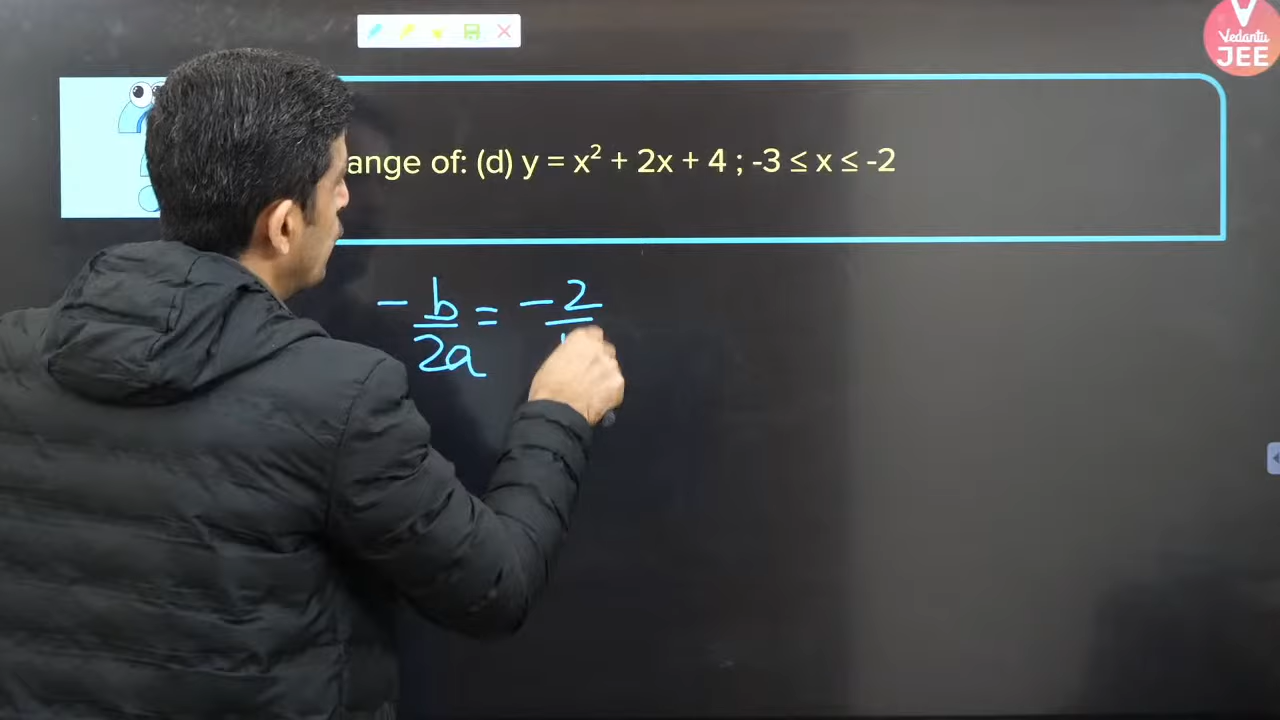 Vedantu
JEE
ange of: (d) y = x² + 2x + 4 ; -3 ≤ x ≤ -2
- b/2a = -2/